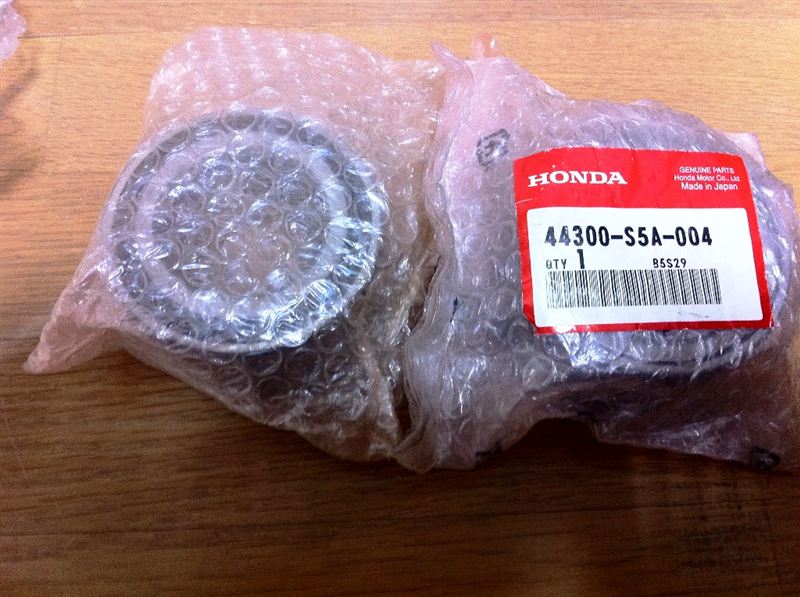 HONDA
GENUINE PARTS
Honda Motor Co., Ltd.
Made in Japan
44300-S5A-004
QTY 1 B5S29